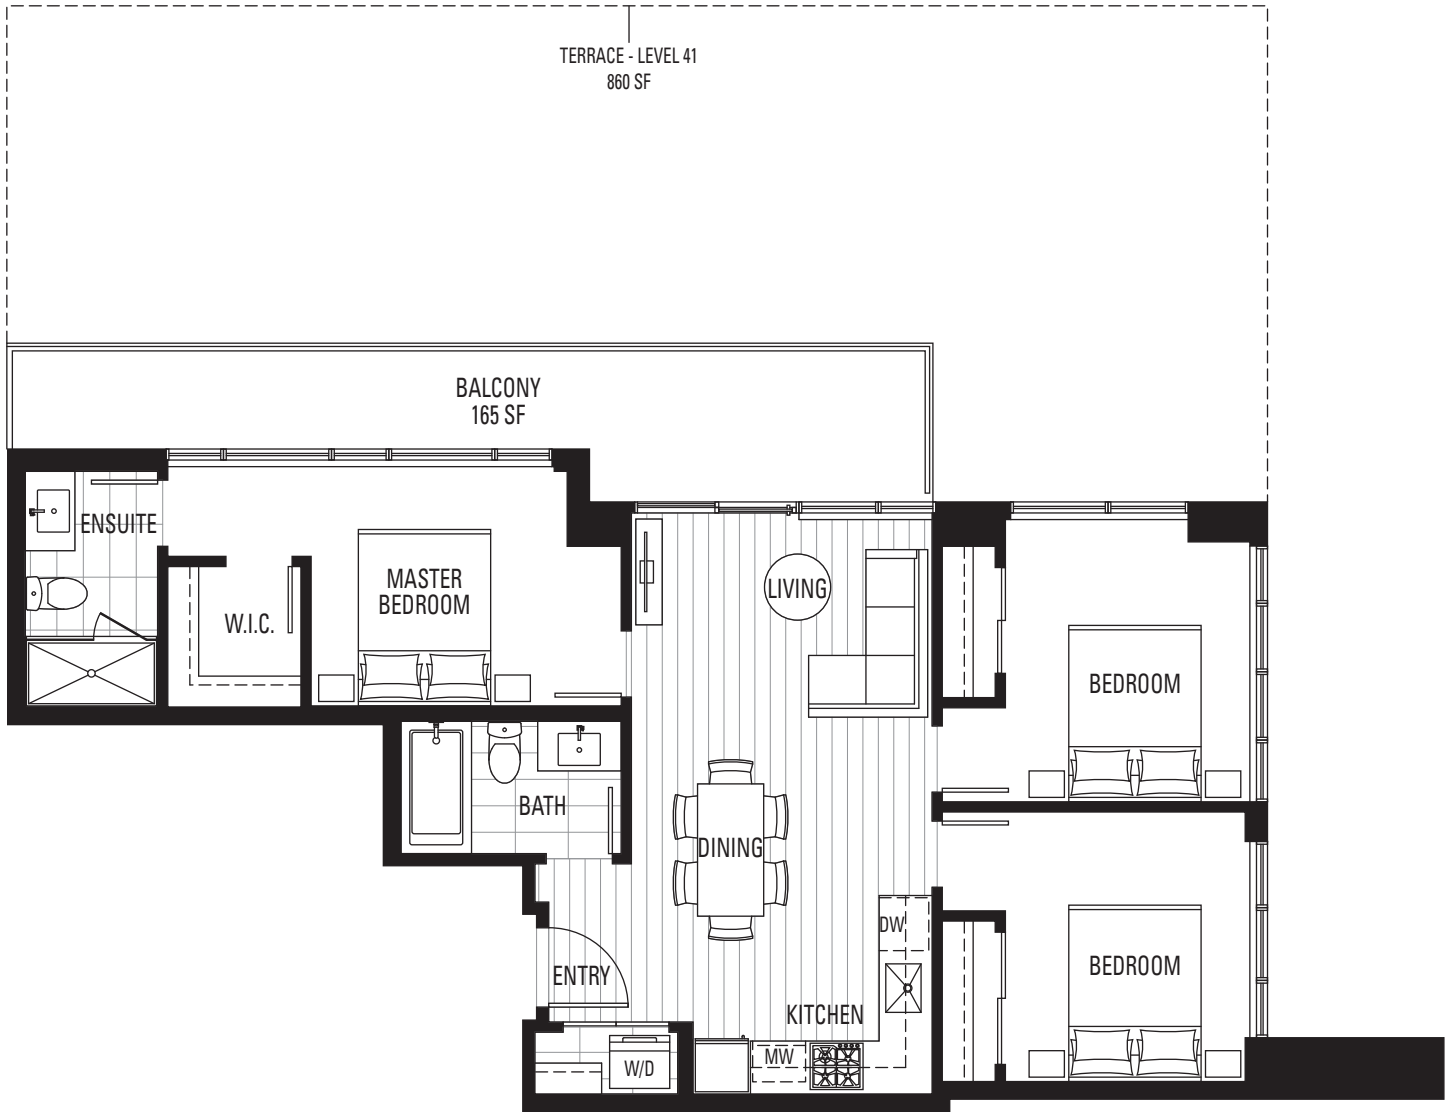 TERRACE - LEVEL 41
860 SF
BALCONY
165 SF
ENSUITE
MASTER
BEDROOM
LIVING
W.I.C.
BEDROOM
BATH
DINING
DW
ENTRY
BEDROOM
KITCHEN
MW
W/D